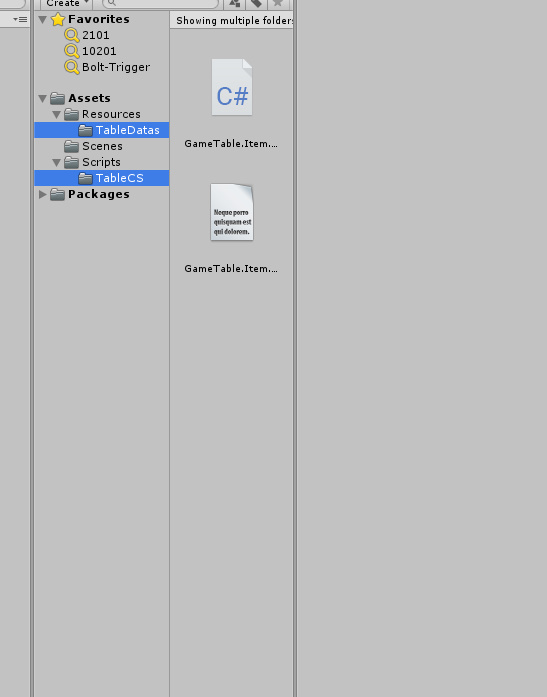 Create
Favorites
2101
10201
Bolt-Trigger
Assets
Resources
TableDatas
Scenes
Scripts
TableCS
Packages
Showing multiple folders
C#
GameTable.Item....
Neque porro
quisquam est
qui dolorem.
GameTable.Item....